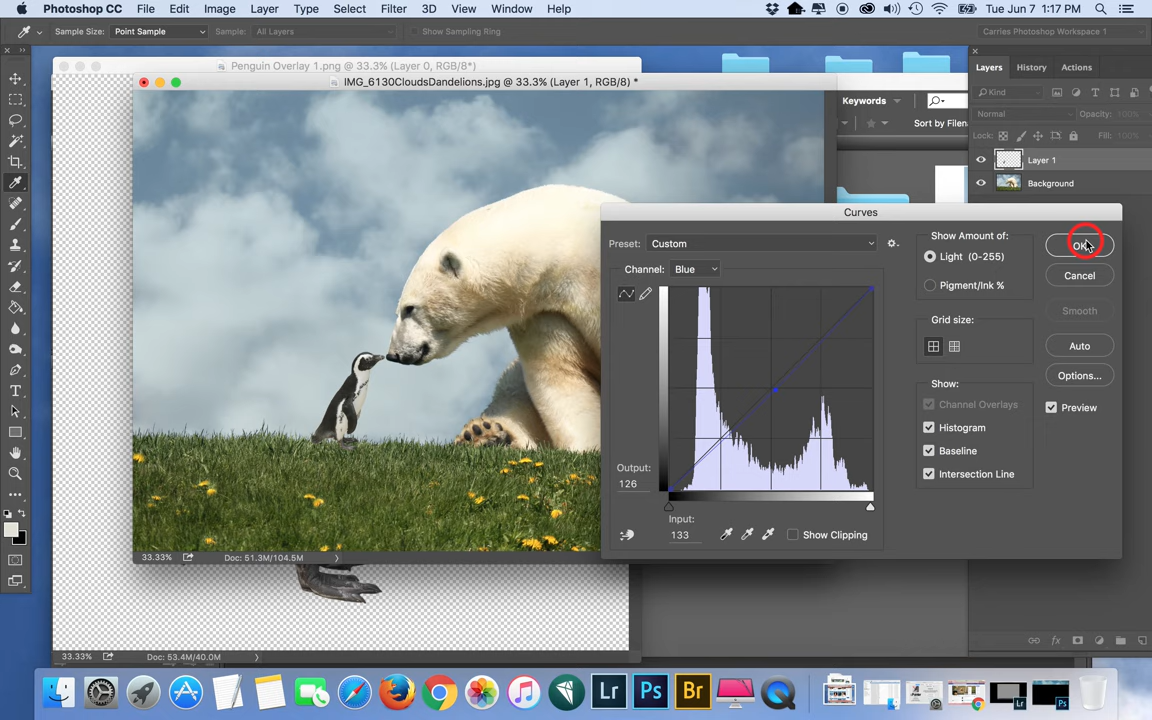 Photoshop CC File Edit Image Layer Type Select Filter 3D View Window Help Tue Jun 7 1:17 PM
Sample Size: Point Sample Sample: All Layers Show Sampling Ring Carries Photoshop Workspace 1
Penguin Overlay 1.png @ 33.3% (Layer 0, RGB/8*)
IMG_6130CloudsDandelions.jpg @ 33.3% (Layer 1, RGB/8) *
Layers History Actions
Kind
Keywords
Normal Opacity: 100%
Sort by Filen
Lock: Fill: 100%
Layer 1
Background
Curves
Preset: Custom
Channel: Blue
Output:
126
Input:
133
Show Clipping
Show Amount of:
Light (0-255)
Pigment/Ink %
Grid size:
Show:
Channel Overlays
Histogram
Baseline
Intersection Line
OK
Cancel
Smooth
Auto
Options...
Preview
33.33% Doc: 51.3M/104.5M
33.33% Doc: 53.4M/40.0M
Lr Ps Br
Lr Ps